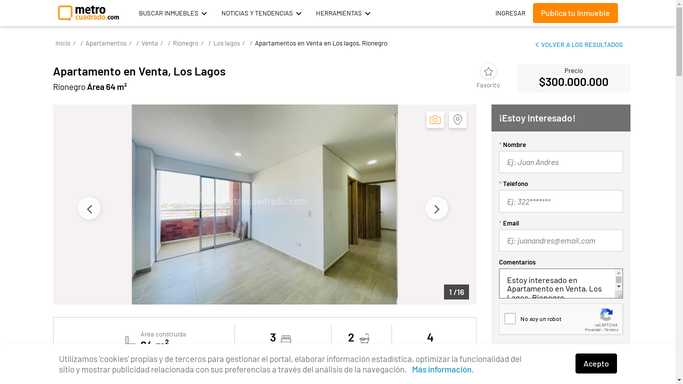 metro
cuadrado.com
BUSCAR INMUEBLES
NOTICIAS Y TENDENCIAS
HERRAMIENTAS
INGRESAR
Publica tu inmueble
Inicio / / Apartamentos / / Venta / / Rionegro / / Los lagos / / Apartamentos en Venta en Los lagos, Rionegro
VOLVER A LOS RESULTADOS
Apartamento en Venta, Los Lagos
Rionegro Area 64 m²
Favorito
Precio
$300.000.000
1 /16
¡Estoy Interesado!
* Nombre
Ej: Juan Andres
* Telefono
Ej: 322*******
* Email
Ej: juanandres@email.com
Comentarios
Estoy interesado en
Apartamento en Venta, Los
Lagos, Rionegro
No soy un robot
reCAPTCHA
Privacidad - Términos
Área construida
64 m²
3
2
4
Utilizamos 'cookies' propias y de terceros para gestionar el portal, elaborar información estadística, optimizar la funcionalidad del
sitio y mostrar publicidad relacionada con sus preferencias a través del análisis de la navegación. Más información.
Acepto